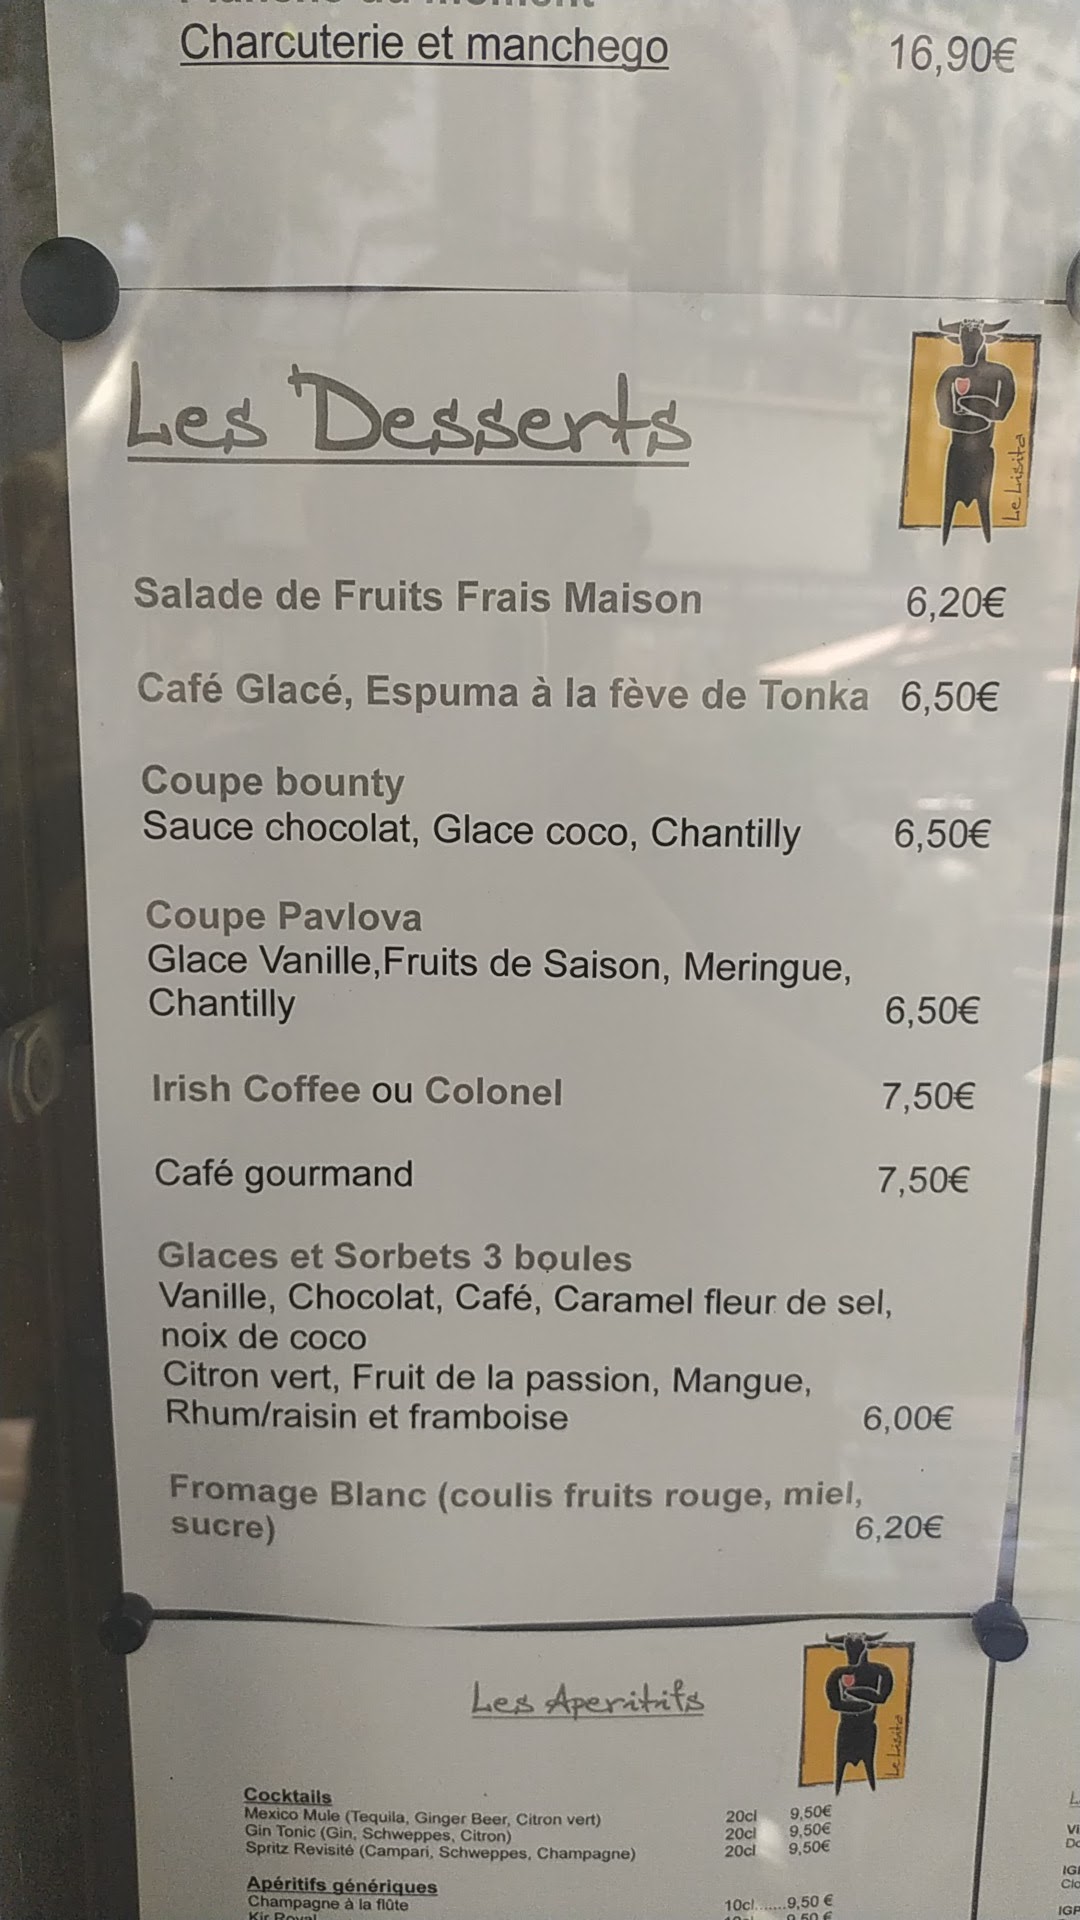 Charcuterie et manchego 16,90€
Les Desserts
Le Lisita
Salade de Fruits Frais Maison 6,20€
Café Glacé, Espuma à la fève de Tonka 6,50€
Coupe bounty
Sauce chocolat, Glace coco, Chantilly 6,50€
Coupe Pavlova
Glace Vanille,Fruits de Saison, Meringue,
Chantilly 6,50€
Irish Coffee ou Colonel 7,50€
Café gourmand 7,50€
Glaces et Sorbets 3 boules
Vanille, Chocolat, Café, Caramel fleur de sel,
noix de coco
Citron vert, Fruit de la passion, Mangue,
Rhum/raisin et framboise 6,00€
Fromage Blanc (coulis fruits rouge, miel,
sucre) 6,20€
Les Aperitifs
Le Lisita
Cocktails
Mexico Mule (Tequila, Ginger Beer, Citron vert) 20cl 9,50€
Gin Tonic (Gin, Schweppes, Citron) 20cl 9,50€
Spritz Revisité (Campari, Schweppes, Champagne) 20cl 9,50€
Apéritifs génériques
Champagne à la flûte 10cl.......9,50 €